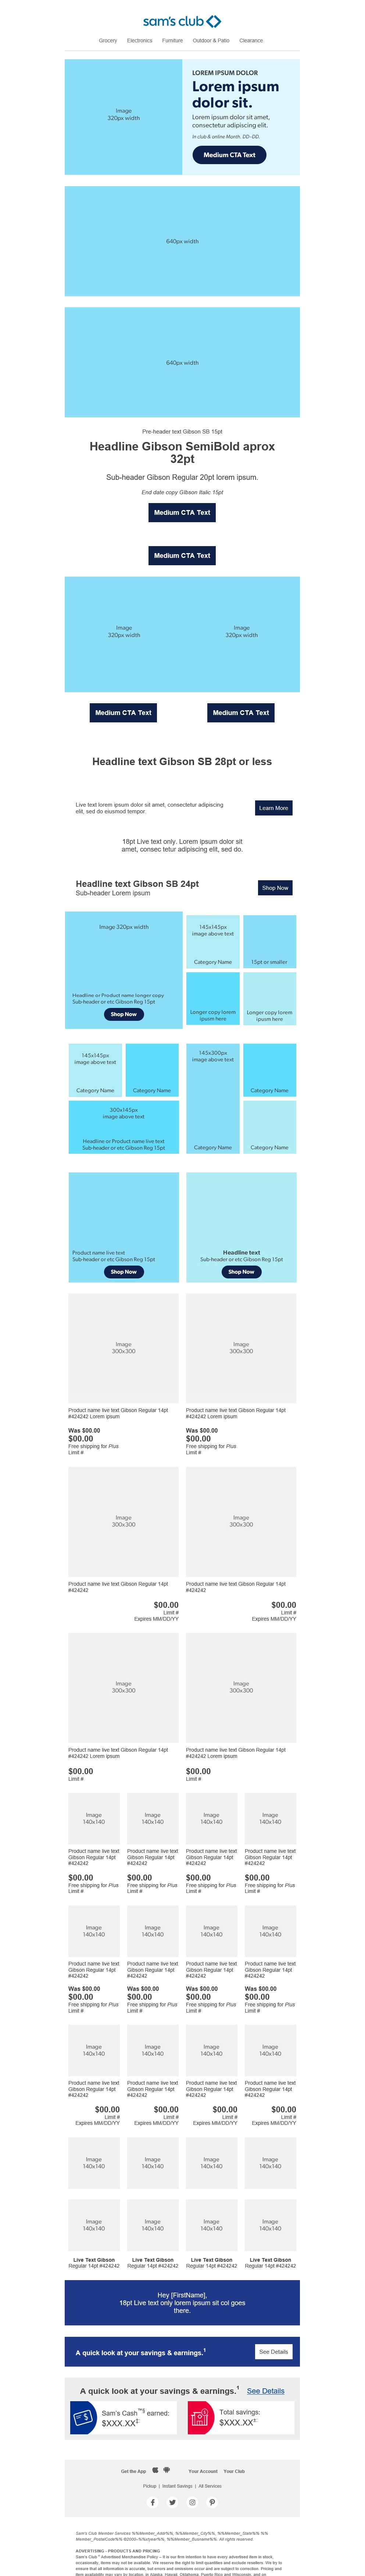 sam's club
Grocery Electronics Furniture Outdoor & Patio Clearance
Image
320px width
LOREM IPSUM DOLOR
Lorem ipsum
dolor sit.
Lorem ipsum dolor sit amet,
consectetur adipiscing elit.
In club & online Month. DD–DD.
Medium CTA Text
640px width
640px width
Pre-header text Gibson SB 15pt
Headline Gibson SemiBold aprox
32pt
Sub-header Gibson Regular 20pt lorem ipsum.
End date copy Gibson Italic 15pt
Medium CTA Text
Medium CTA Text
Image
320px width
Image
320px width
Medium CTA Text Medium CTA Text
Headline text Gibson SB 28pt or less
Live text lorem ipsum dolor sit amet, consectetur adipiscing
elit, sed do eiusmod tempor.
Learn More
18pt Live text only. Lorem ipsum dolor sit
amet, consec tetur adipiscing elit, sed do.
Headline text Gibson SB 24pt
Sub-header Lorem ipsum
Shop Now
Image 320px width
Headline or Product name longer copy
Sub-header or etc Gibson Reg 15pt
Shop Now
145x145px
image above text
Category Name
15pt or smaller
Longer copy lorem
ipsum here
Longer copy lorem
ipsum here
145x145px
image above text
Category Name
Category Name
300x145px
image above text
Headline or Product name live text
Sub-header or etc Gibson Reg 15pt
145x300px
image above text
Category Name
Category Name
Category Name
Product name live text
Sub-header or etc Gibson Reg 15pt
Shop Now
Headline text
Sub-header or etc Gibson Reg 15pt
Shop Now
Image
300x300
Image
300x300
Product name live text Gibson Regular 14pt
#424242 Lorem ipsum
Was $00.00
$00.00
Free shipping for Plus
Limit #
Product name live text Gibson Regular 14pt
#424242 Lorem ipsum
Was $00.00
$00.00
Free shipping for Plus
Limit #
Image
300x300
Image
300x300
Product name live text Gibson Regular 14pt
#424242
$00.00
Limit #
Expires MM/DD/YY
Product name live text Gibson Regular 14pt
#424242
$00.00
Limit #
Expires MM/DD/YY
Image
300x300
Image
300x300
Product name live text Gibson Regular 14pt
#424242 Lorem ipsum
$00.00
Limit #
Product name live text Gibson Regular 14pt
#424242 Lorem ipsum
$00.00
Limit #
Image
140x140
Image
140x140
Image
140x140
Image
140x140
Product name live text
Gibson Regular 14pt
#424242
$00.00
Free shipping for Plus
Limit #
Product name live text
Gibson Regular 14pt
#424242
$00.00
Free shipping for Plus
Limit #
Product name live text
Gibson Regular 14pt
#424242
$00.00
Free shipping for Plus
Limit #
Product name live text
Gibson Regular 14pt
#424242
$00.00
Free shipping for Plus
Limit #
Image
140x140
Image
140x140
Image
140x140
Image
140x140
Product name live text
Gibson Regular 14pt
#424242
Was $00.00
$00.00
Free shipping for Plus
Limit #
Product name live text
Gibson Regular 14pt
#424242
Was $00.00
$00.00
Free shipping for Plus
Limit #
Product name live text
Gibson Regular 14pt
#424242
Was $00.00
$00.00
Free shipping for Plus
Limit #
Product name live text
Gibson Regular 14pt
#424242
Was $00.00
$00.00
Free shipping for Plus
Limit #
Image
140x140
Image
140x140
Image
140x140
Image
140x140
Product name live text
Gibson Regular 14pt
#424242
$00.00
Limit #
Expires MM/DD/YY
Product name live text
Gibson Regular 14pt
#424242
$00.00
Limit #
Expires MM/DD/YY
Product name live text
Gibson Regular 14pt
#424242
$00.00
Limit #
Expires MM/DD/YY
Product name live text
Gibson Regular 14pt
#424242
$00.00
Limit #
Expires MM/DD/YY
Image
140x140
Image
140x140
Image
140x140
Image
140x140
Image
140x140
Image
140x140
Image
140x140
Image
140x140
Live Text Gibson
Regular 14pt #424242
Live Text Gibson
Regular 14pt #424242
Live Text Gibson
Regular 14pt #424242
Live Text Gibson
Regular 14pt #424242
Hey [FirstName],
18pt Live text only lorem ipsum sit col goes
there.
A quick look at your savings & earnings.1
See Details
A quick look at your savings & earnings.1 See Details
Sam's Cash™§ earned:
$XXX.XX‡
Total savings:
$XXX.XX±
Get the App Your Account Your Club
Pickup | Instant Savings | All Services
ADVERTISING - PRODUCTS AND PRICING